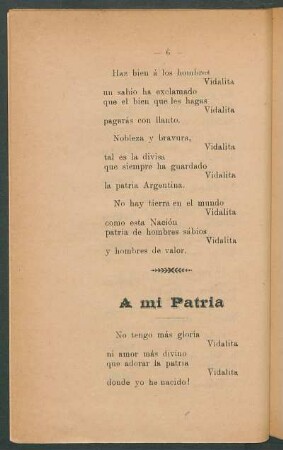 — 6 —
Haz bien á los hombres
Vidalita
un sabio ha exclamado
que el bien que les hagas
Vidalita
pagarás con llanto.
Nobleza y bravura,
Vidalita
tal es la divisa
que siempre ha guardado
Vidalita
la patria Argentina.
No hay tierra en el mundo
Vidalita
como esta Nación
patria de hombres sábios
Vidalita
y hombres de valor.
A mi Patria
No tengo más gloria
Vidalita
ni amor más divino
que adorar la patria
Vidalita
donde yo he nacido!